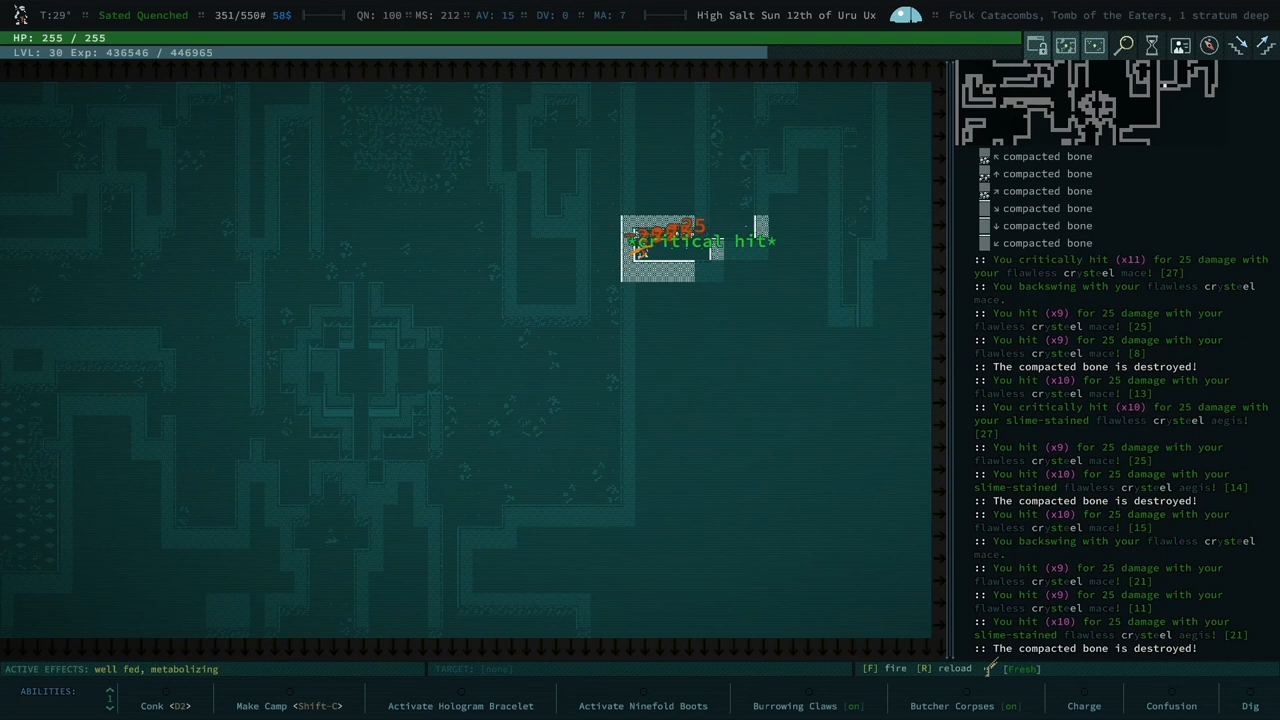 T:29° :: Sated Quenched :: 351/550# 58$ QN: 100 :: MS: 212 :: AV: 15 :: DV: 0 :: MA: 7 High Salt Sun 12th of Uru Ux :: Folk Catacombs, Tomb of the Eaters, 1 stratum deep
HP: 255 / 255
LVL: 30 Exp: 436546 / 446965
25
*critical hit*
compacted bone
compacted bone
compacted bone
compacted bone
compacted bone
compacted bone
:: You critically hit (x11) for 25 damage with
your flawless crysteel mace! [27]
:: You backswing with your flawless crysteel
mace.
:: You hit (x9) for 25 damage with your
flawless crysteel mace! [25]
:: You hit (x9) for 25 damage with your
flawless crysteel mace! [8]
:: The compacted bone is destroyed!
:: You hit (x10) for 25 damage with your
flawless crysteel mace! [13]
:: You critically hit (x10) for 25 damage with
your slime-stained flawless crysteel aegis!
[27]
:: You hit (x9) for 25 damage with your
flawless crysteel mace! [25]
:: You hit (x10) for 25 damage with your
slime-stained flawless crysteel aegis! [14]
:: The compacted bone is destroyed!
:: You hit (x10) for 25 damage with your
flawless crysteel mace! [15]
:: You backswing with your flawless crysteel
mace.
:: You hit (x9) for 25 damage with your
flawless crysteel mace! [21]
:: You hit (x9) for 25 damage with your
flawless crysteel mace! [11]
:: You hit (x10) for 25 damage with your
slime-stained flawless crysteel aegis! [21]
:: The compacted bone is destroyed!
ACTIVE EFFECTS: well fed, metabolizing TARGET: [none] [F] fire [R] reload [Fresh]
ABILITIES: 1 Conk <D2> Make Camp <Shift-C> Activate Hologram Bracelet Activate Ninefold Boots Burrowing Claws [on] Butcher Corpses [on] Charge Confusion Dig